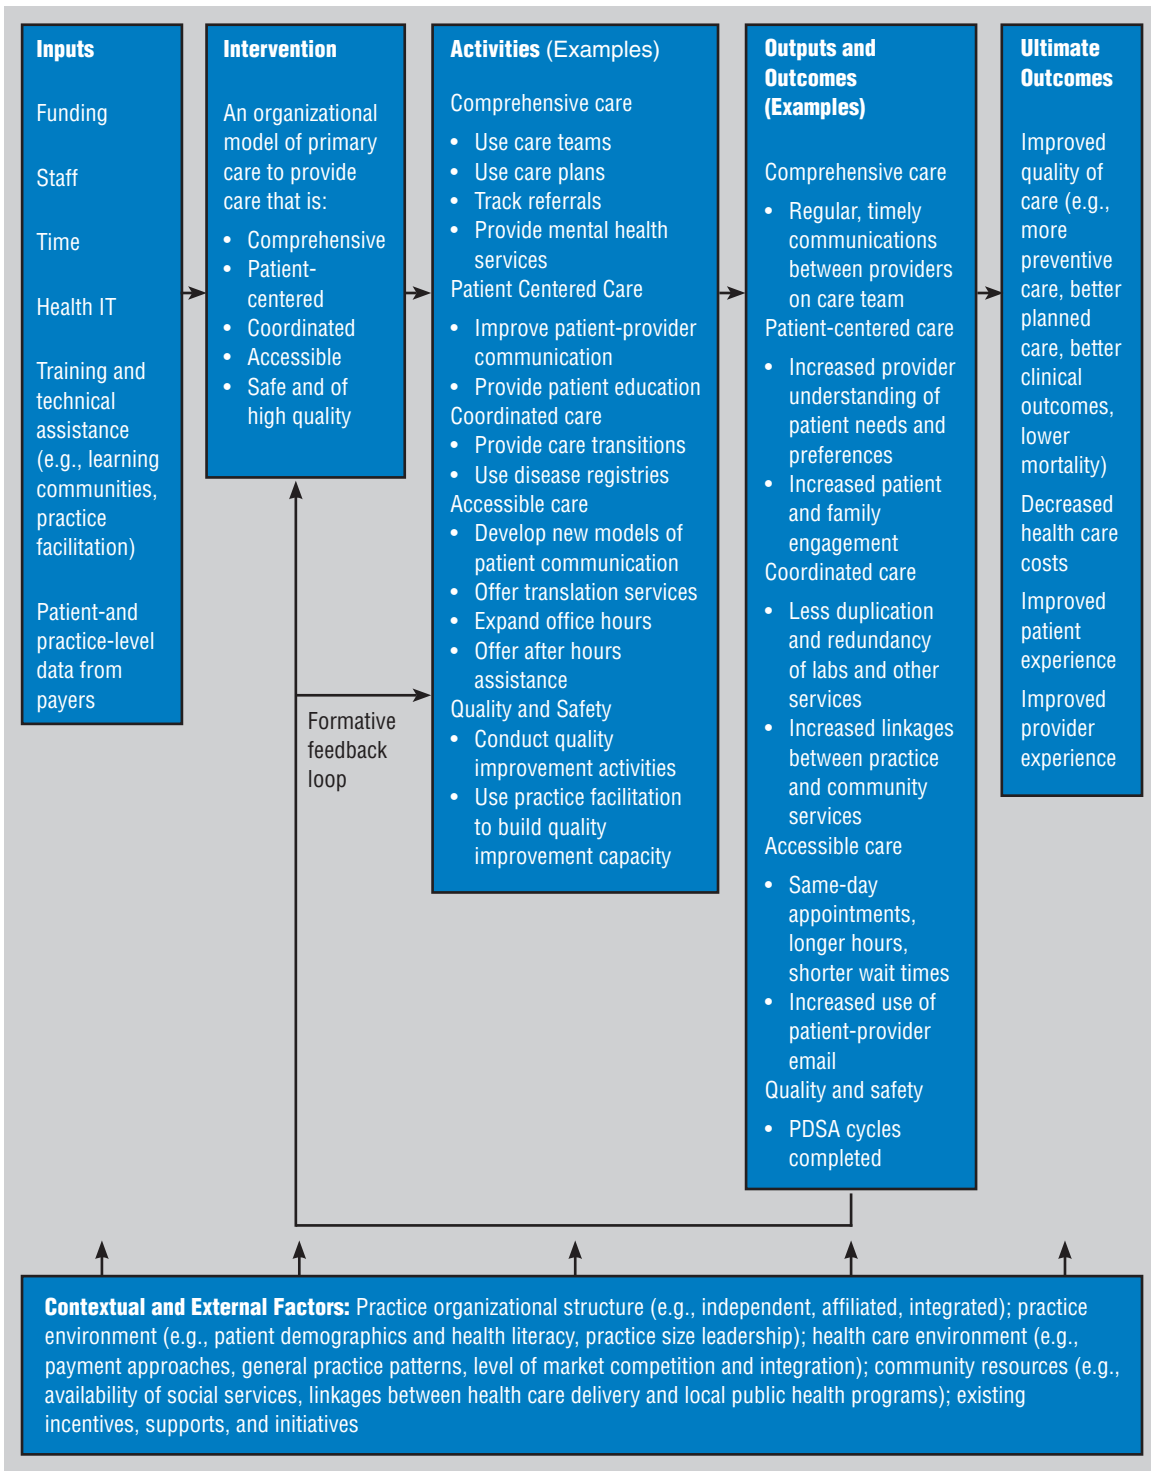 Inputs
Funding
Staff
Time
Health IT
Training and
technical
assistance
(e.g., learning
communities,
practice
facilitation)
Patient-and
practice-level
data from
payers
Intervention
An organizational
model of primary
care to provide
care that is:
• Comprehensive
• Patient-
centered
• Coordinated
• Accessible
• Safe and of
high quality
Activities (Examples)
Comprehensive care
• Use care teams
• Use care plans
• Track referrals
• Provide mental health
services
Patient Centered Care
• Improve patient-provider
communication
• Provide patient education
Coordinated care
• Provide care transitions
• Use disease registries
Accessible care
• Develop new models of
patient communication
• Offer translation services
• Expand office hours
• Offer after hours
assistance
Quality and Safety
• Conduct quality
improvement activities
• Use practice facilitation
to build quality
improvement capacity
Outputs and
Outcomes
(Examples)
Comprehensive care
• Regular, timely
communications
between providers
on care team
Patient-centered care
• Increased provider
understanding of
patient needs and
preferences
• Increased patient
and family
engagement
Coordinated care
• Less duplication
and redundancy
of labs and other
services
• Increased linkages
between practice
and community
services
Accessible care
• Same-day
appointments,
longer hours,
shorter wait times
• Increased use of
patient-provider
email
Quality and safety
• PDSA cycles
completed
Ultimate
Outcomes
Improved
quality of
care (e.g.,
more
preventive
care, better
planned
care, better
clinical
outcomes,
lower
mortality)
Decreased
health care
costs
Improved
patient
experience
Improved
provider
experience
Formative
feedback
loop
Contextual and External Factors: Practice organizational structure (e.g., independent, affiliated, integrated); practice
environment (e.g., patient demographics and health literacy, practice size leadership); health care environment (e.g.,
payment approaches, general practice patterns, level of market competition and integration); community resources (e.g.,
availability of social services, linkages between health care delivery and local public health programs); existing
incentives, supports, and initiatives